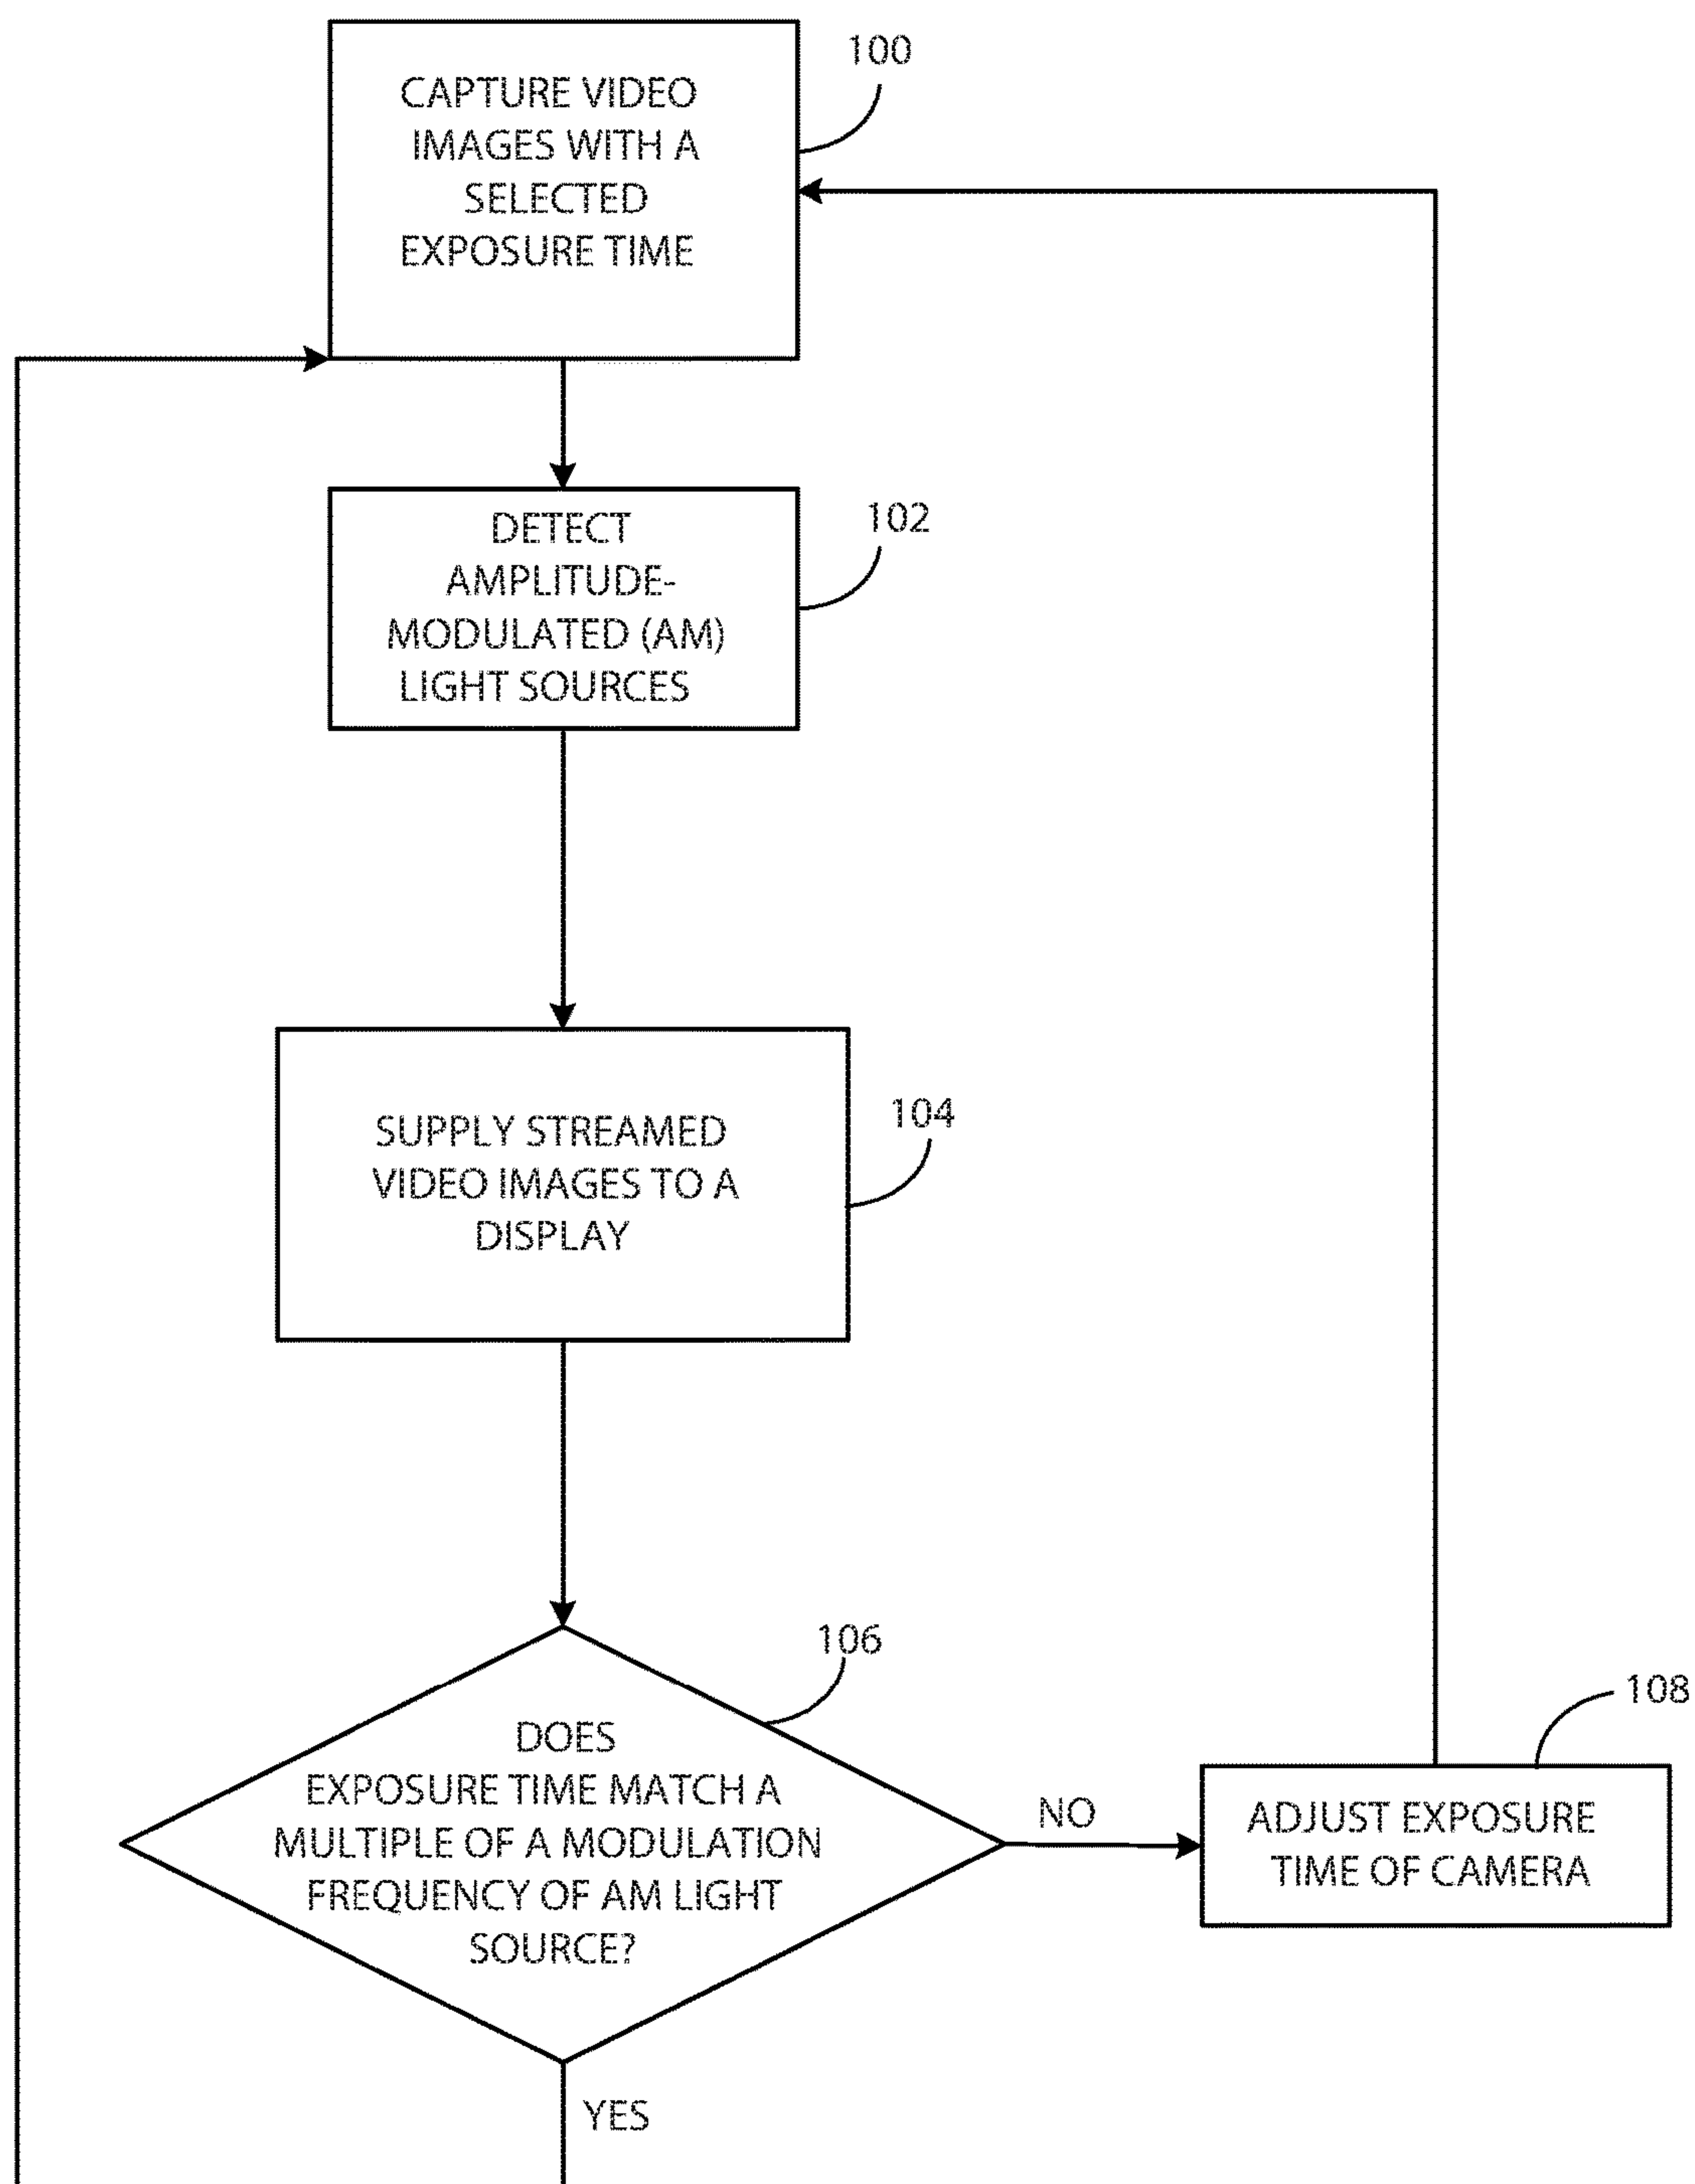 CAPTURE VIDEO
IMAGES WITH A
SELECTED
EXPOSURE TIME
100
DETECT
AMPLITUDE-
MODULATED (AM)
LIGHT SOURCES
102
SUPPLY STREAMED
VIDEO IMAGES TO A
DISPLAY
104
DOES
EXPOSURE TIME MATCH A
MULTIPLE OF A MODULATION
FREQUENCY OF AM LIGHT
SOURCE?
106
NO
ADJUST EXPOSURE
TIME OF CAMERA
108
YES